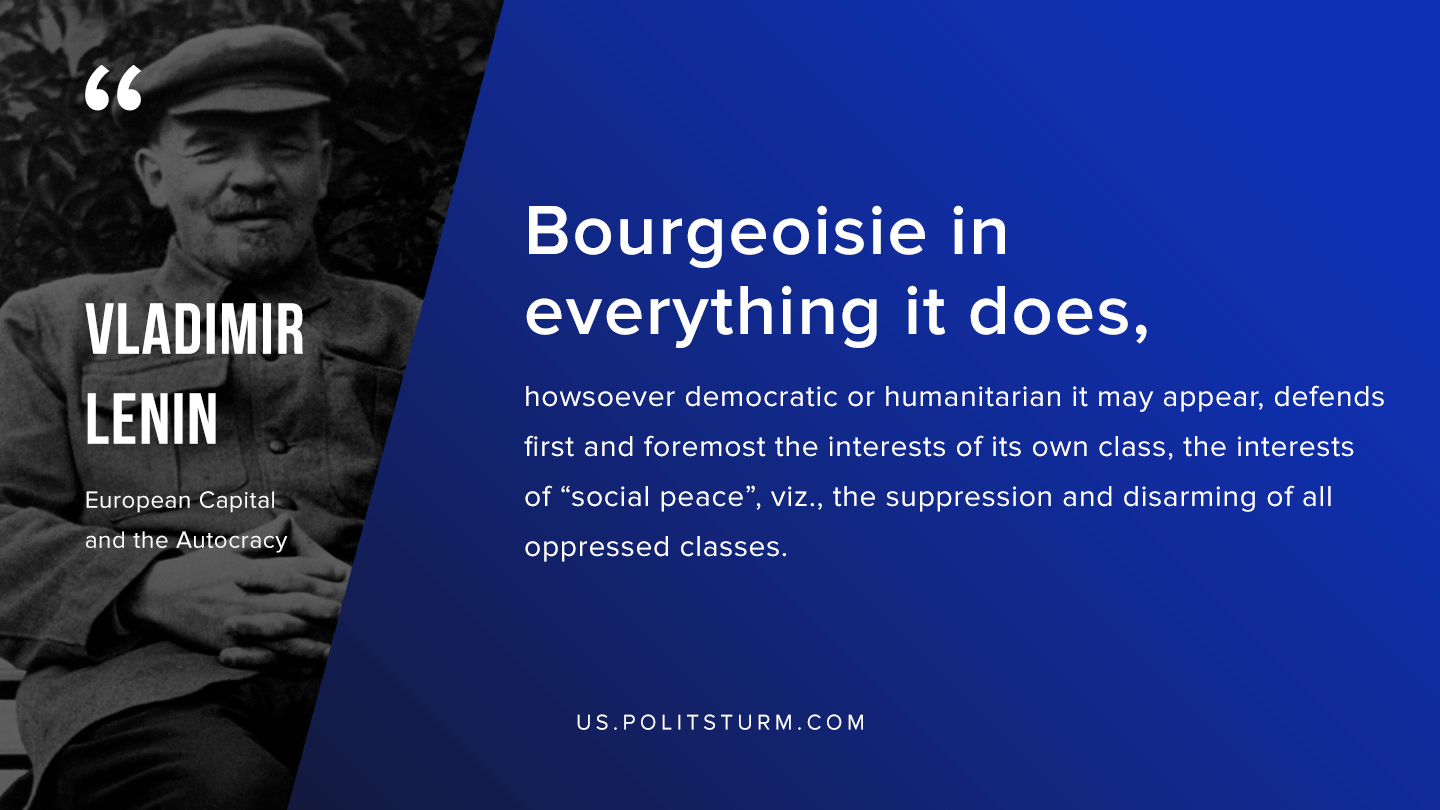 “
VLADIMIR
LENIN
European Capital
and the Autocracy
Bourgeoisie in
everything it does,
howsoever democratic or humanitarian it may appear, defends
first and foremost the interests of its own class, the interests
of “social peace”, viz., the suppression and disarming of all
oppressed classes.
US.POLITSTURM.COM